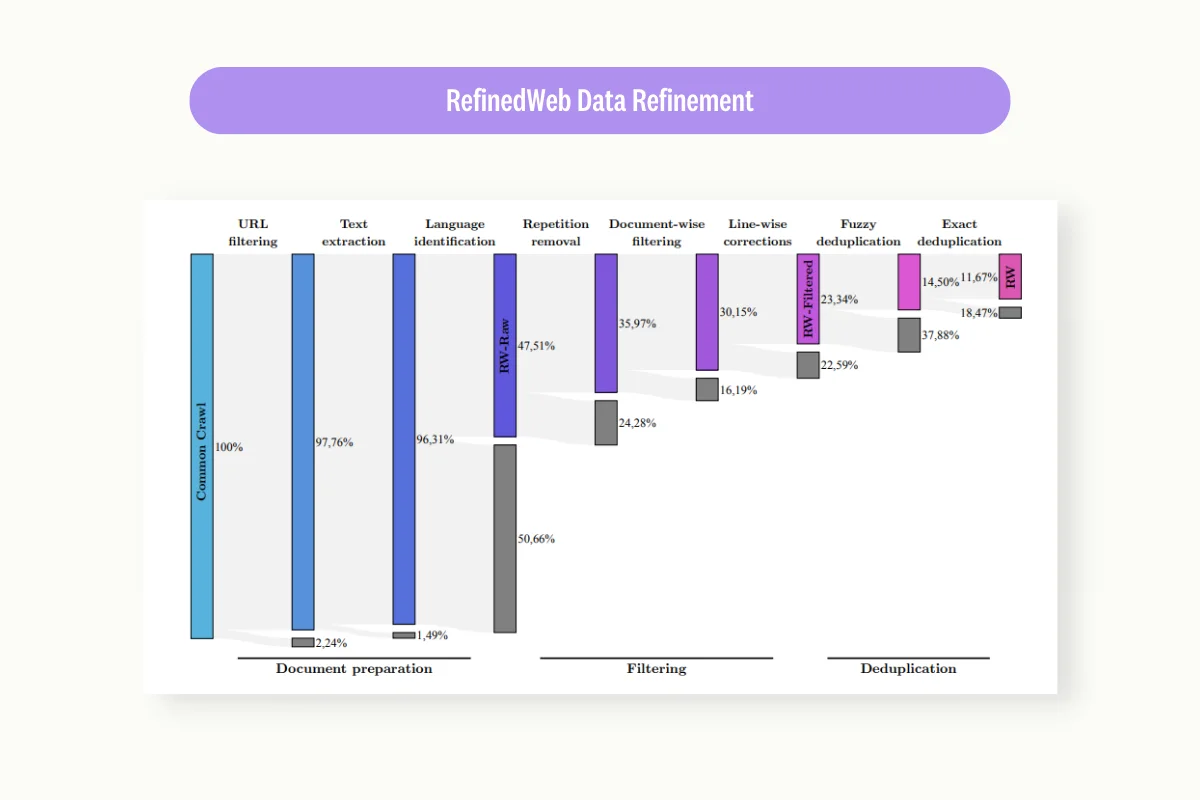 RefinedWeb Data Refinement
URL
filtering
Text
extraction
Language
identification
Repetition
removal
Document-wise
filtering
Line-wise
corrections
Fuzzy
deduplication
Exact
deduplication
Common Crawl
100%
97,76%
2,24%
96,31%
1,49%
RW-Raw
47,51%
50,66%
35,97%
24,28%
30,15%
16,19%
RW-Filtered
23,34%
22,59%
14,50%
37,88%
11,67%
18,47%
RW
Document preparation
Filtering
Deduplication